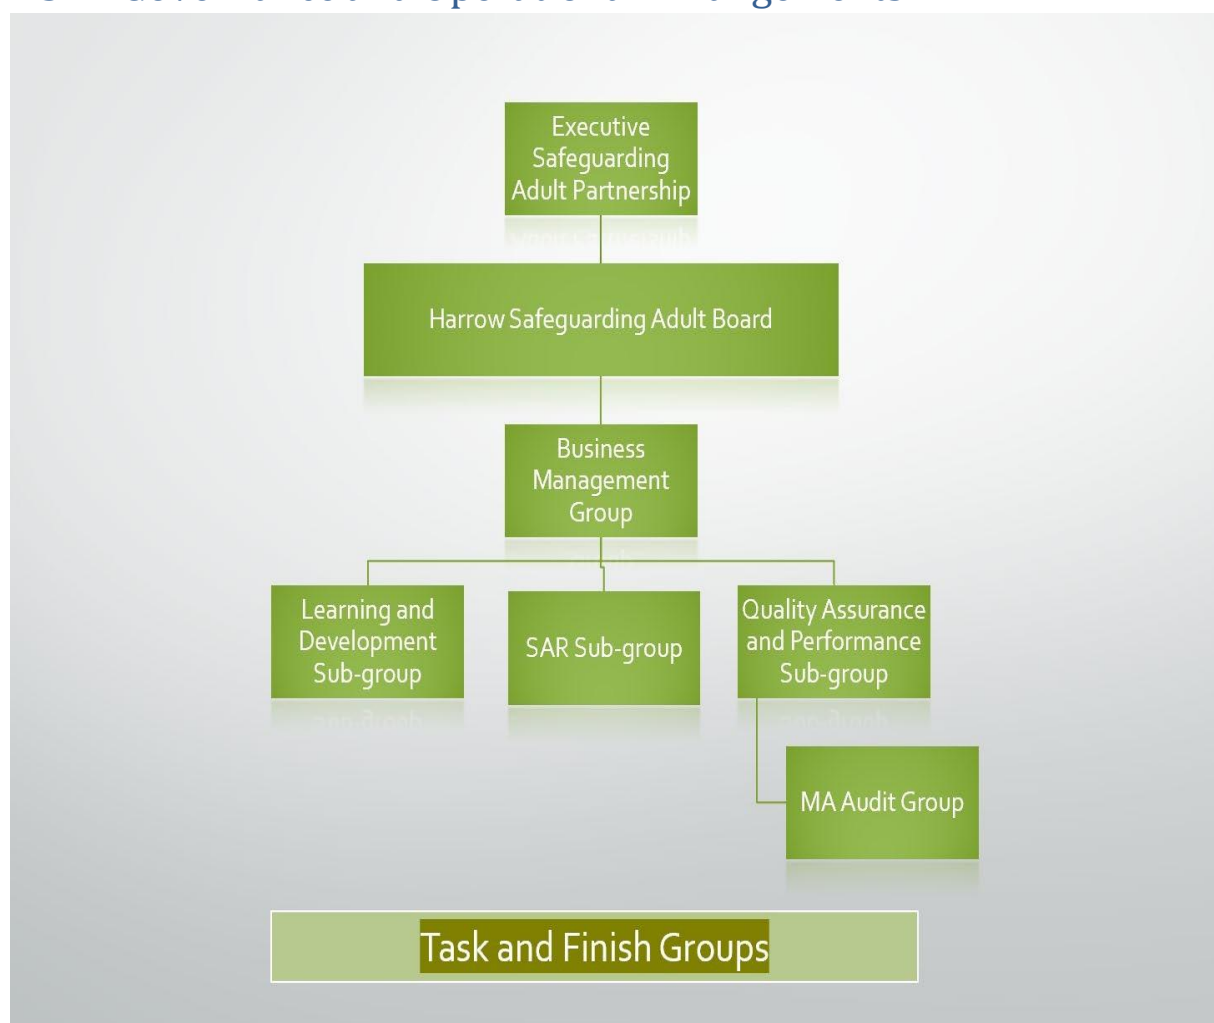 Executive
Safeguarding
Adult Partnership
Harrow Safeguarding Adult Board
Business
Management
Group
Learning and
Development
Sub-group
SAR Sub-group
Quality Assurance
and Performance
Sub-group
MA Audit Group
Task and Finish Groups